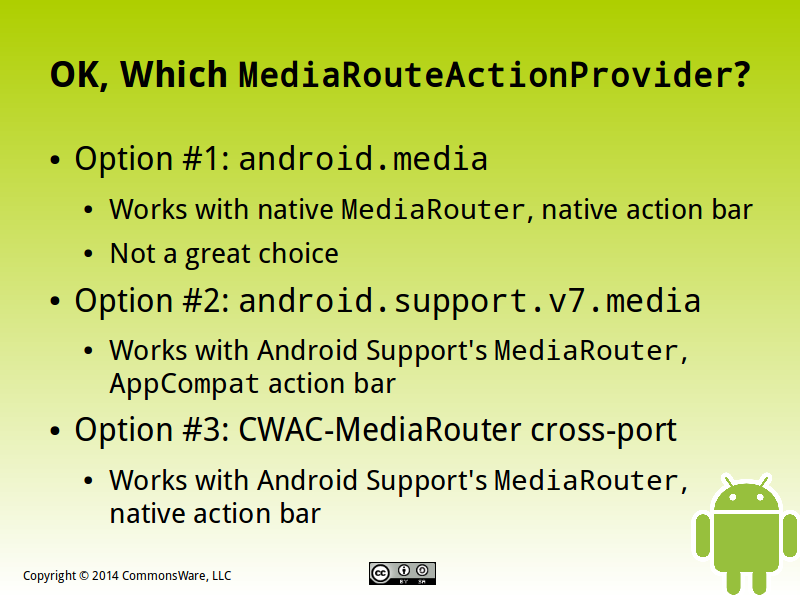 OK, Which MediaRouteActionProvider?
• Option #1: android.media
• Works with native MediaRouter, native action bar
• Not a great choice
• Option #2: android.support.v7.media
• Works with Android Support's MediaRouter,
AppCompat action bar
• Option #3: CWAC-MediaRouter cross-port
• Works with Android Support's MediaRouter,
native action bar
Copyright © 2014 CommonsWare, LLC
cc BY SA